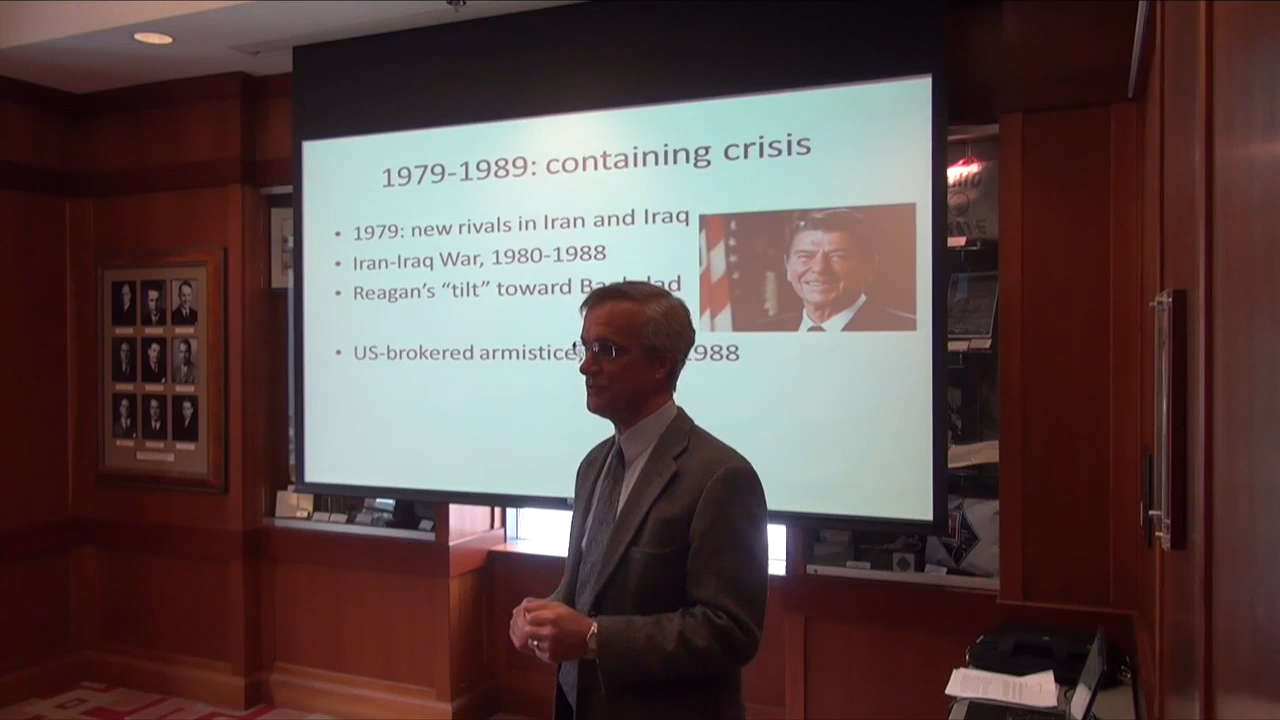 1979-1989: containing crisis
• 1979: new rivals in Iran and Iraq
• Iran-Iraq War, 1980-1988
• Reagan's “tilt” toward
• US-brokered armistice 1988